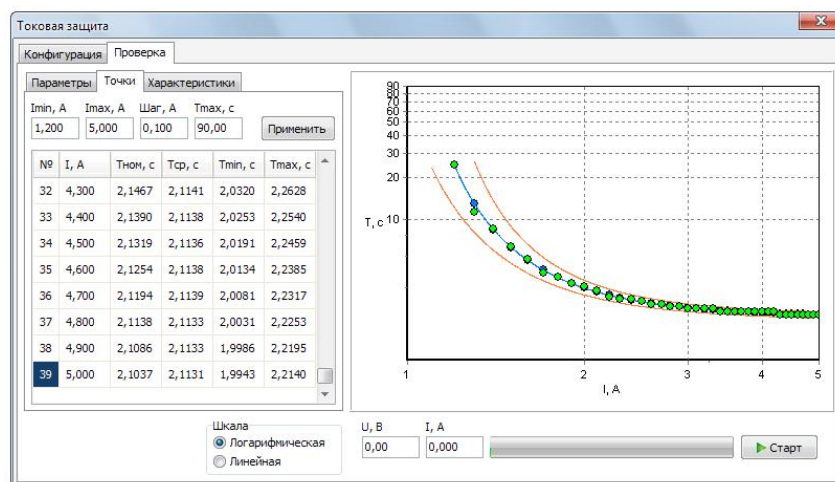 Токовая защита
Конфигурация Проверка
Параметры Точки Характеристики
Imin, А Imax, А Шаг, А Tmax, с
1,200 5,000 0,100 90,00 Применить
№ I, А Tном, с Tср, с Tmin, с Tmax, с
32 4,300 2,1467 2,1141 2,0320 2,2628
33 4,400 2,1390 2,1138 2,0253 2,2540
34 4,500 2,1319 2,1136 2,0191 2,2459
35 4,600 2,1254 2,1138 2,0134 2,2385
36 4,700 2,1194 2,1139 2,0081 2,2317
37 4,800 2,1138 2,1133 2,0031 2,2253
38 4,900 2,1086 2,1133 1,9986 2,2195
39 5,000 2,1037 2,1131 1,9943 2,2140
90
80
70
60
50
40
30
20
T, с 10
1 2 3 4 5
I, А
Шкала
Логарифмическая
Линейная
U, В I, А
0,00 0,000 Старт